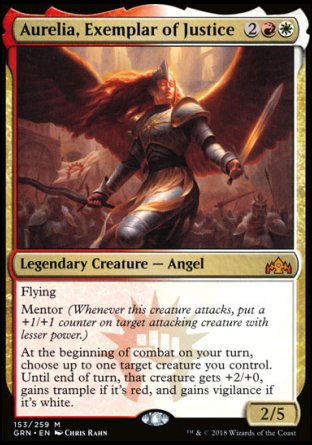 Aurelia, Exemplar of Justice 2
Legendary Creature — Angel
Flying
Mentor (Whenever this creature attacks, put a
+1/+1 counter on target attacking creature with
lesser power.)
At the beginning of combat on your turn,
choose up to one target creature you control.
Until end of turn, that creature gets +2/+0,
gains trample if it's red, and gains vigilance if
it's white.
2/5
153/259 M
GRN • EN Chris Rahn
™ & © 2018 Wizards of the Coast